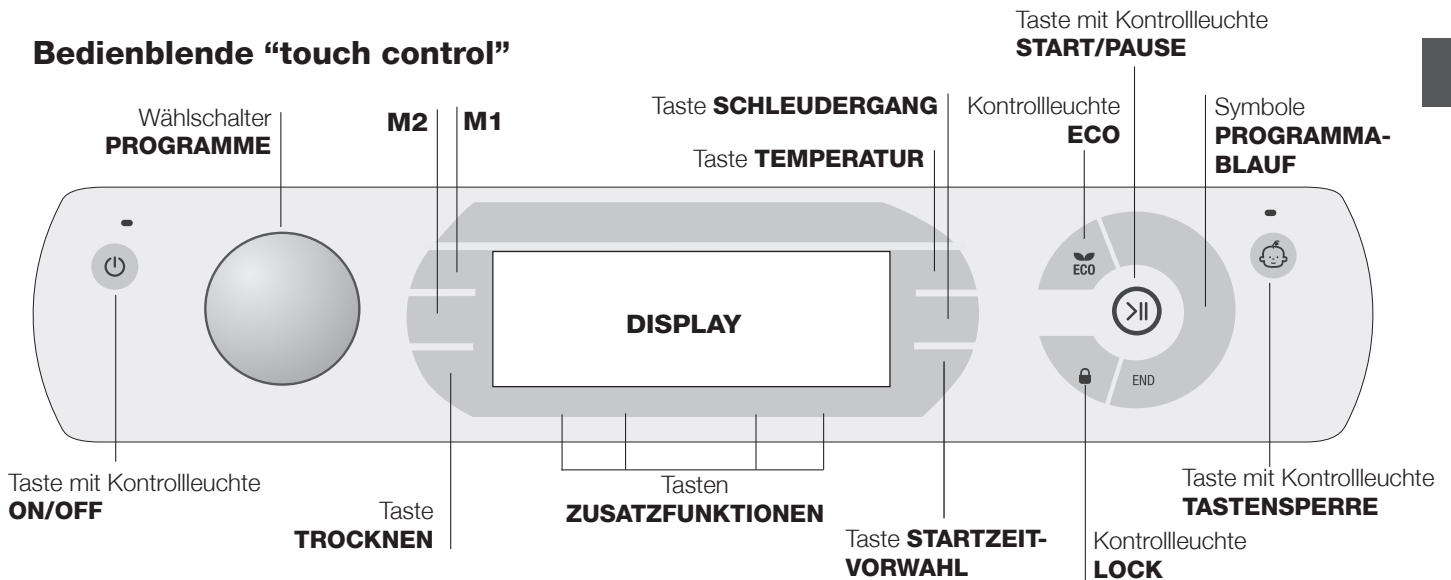 Bedienblende “touch control”
Taste mit Kontrollleuchte
START/PAUSE
Wählschalter
PROGRAMME
M2
M1
Taste SCHLEUDERGANG
Taste TEMPERATUR
Kontrollleuchte
ECO
Symbole
PROGRAMMA-
BLAUF
ECO
DISPLAY
END
Taste mit Kontrollleuchte
ON/OFF
Taste
TROCKNEN
Tasten
ZUSATZFUNKTIONEN
Taste STARTZEIT-
VORWAHL
Kontrollleuchte
LOCK
Taste mit Kontrollleuchte
TASTENSPERRE